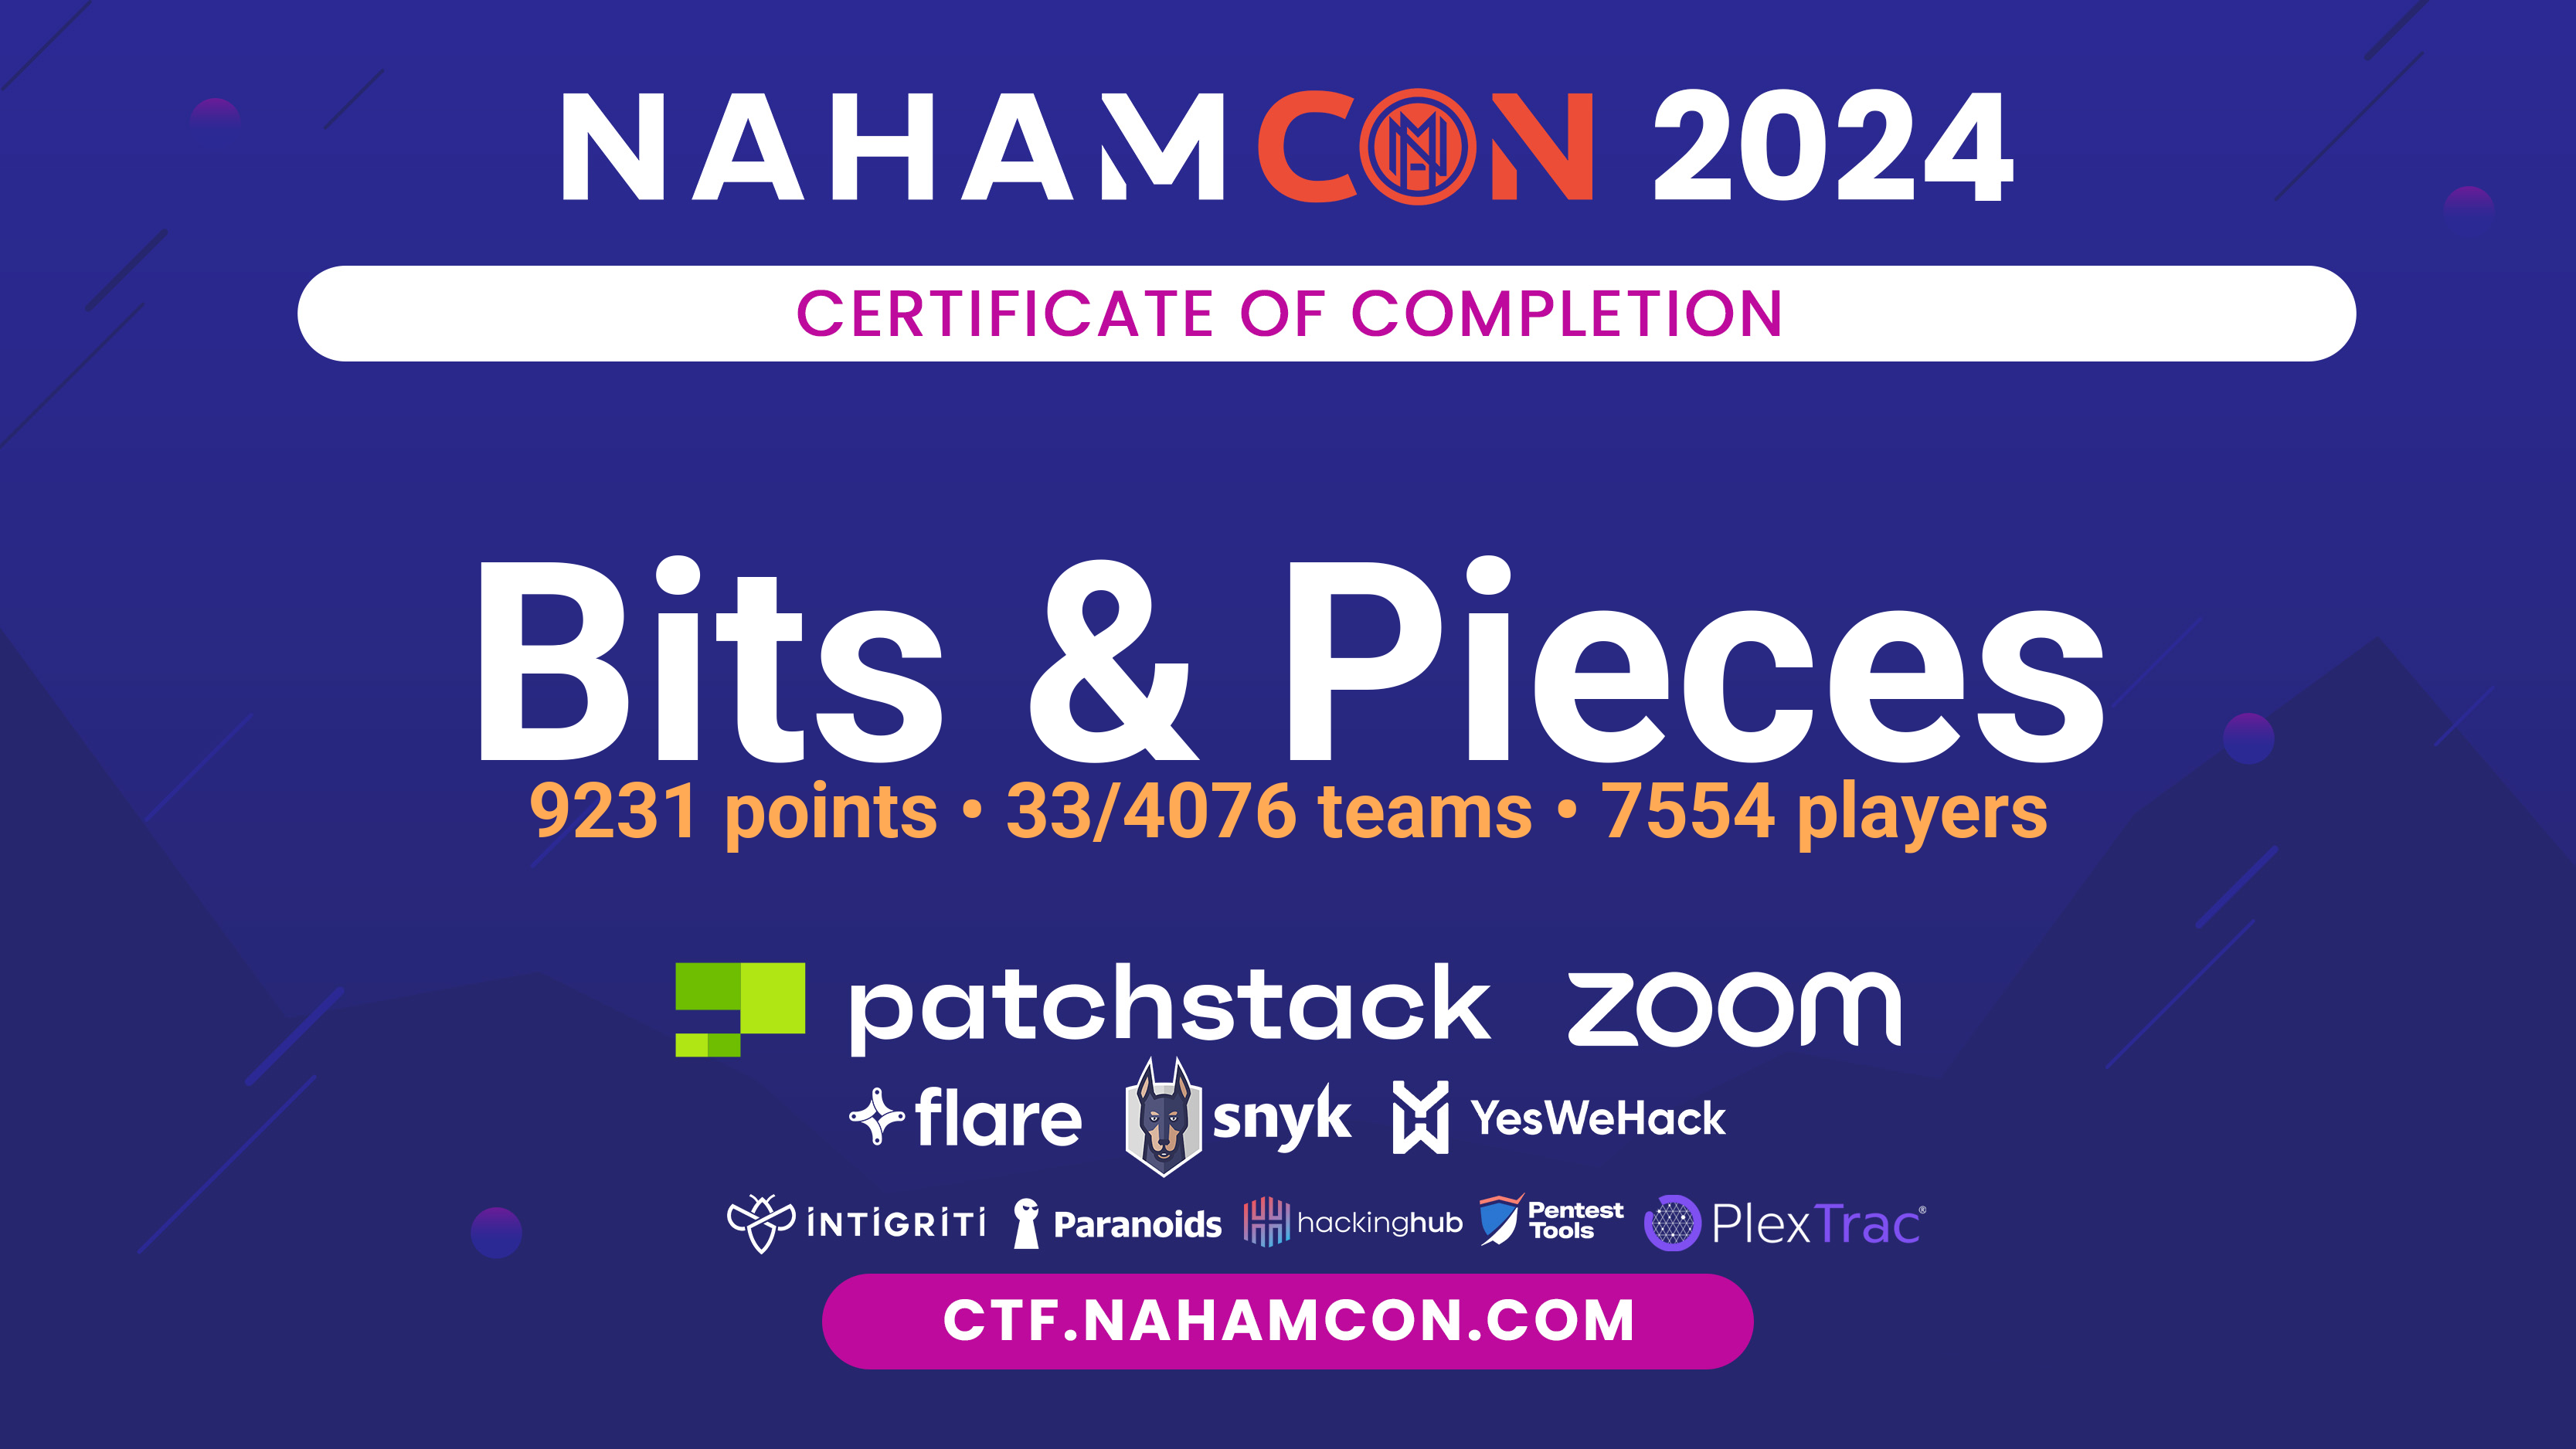 NAHAMCON 2024
CERTIFICATE OF COMPLETION
Bits & Pieces
9231 points • 33/4076 teams • 7554 players
patchstack zoom
flare snyk YesWeHack
INTIGRITI Paranoids hackinghub Pentest Tools PlexTrac®
CTF.NAHAMCON.COM